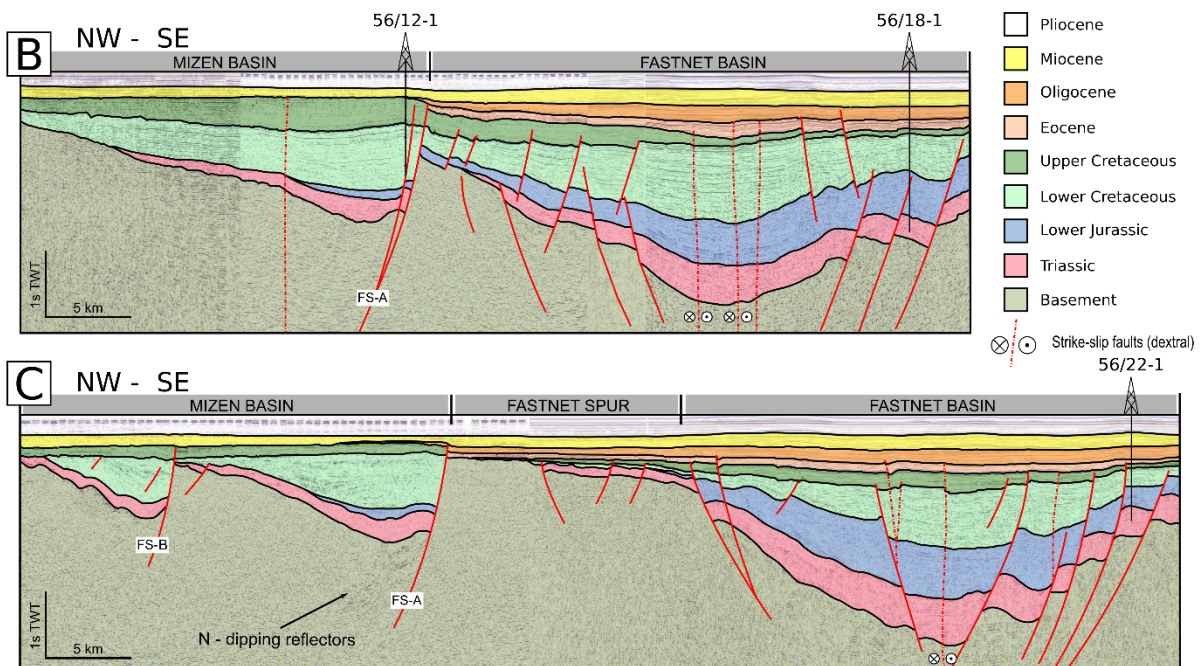 B
NW - SE
56/12-1
56/18-1
MIZEN BASIN
FASTNET BASIN
FS-A
1s TWT
5 km
Pliocene
Miocene
Oligocene
Eocene
Upper Cretaceous
Lower Cretaceous
Lower Jurassic
Triassic
Basement
Strike-slip faults (dextral)
C
NW - SE
56/22-1
MIZEN BASIN
FASTNET SPUR
FASTNET BASIN
FS-B
FS-A
N - dipping reflectors
1s TWT
5 km